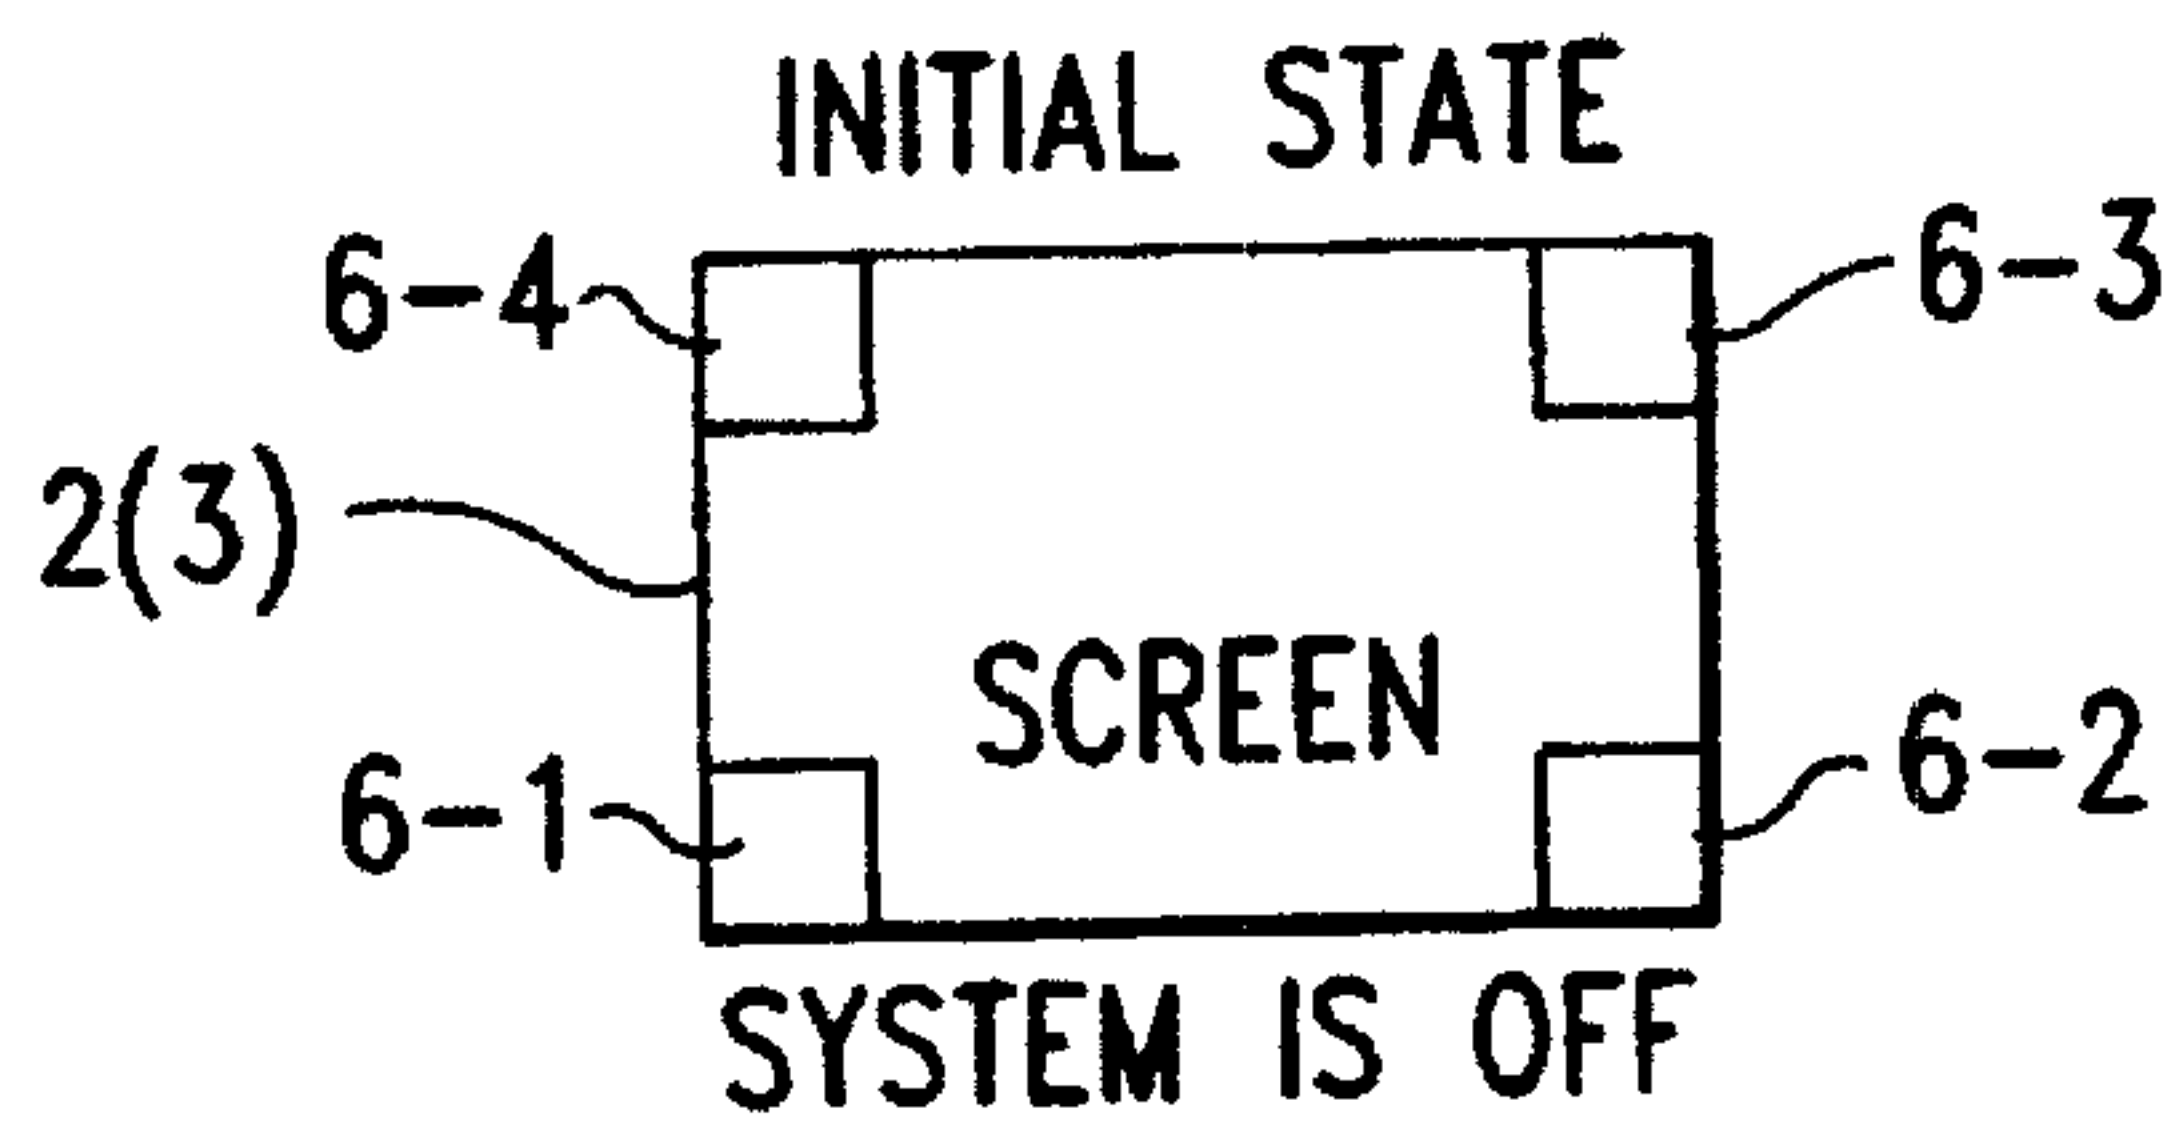 INITIAL STATE
6-4
6-3
2(3)
SCREEN
6-1
6-2
SYSTEM IS OFF